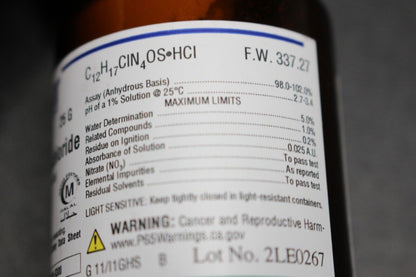 C12H17ClN4OS•HCl F.W. 337.27
Assay (Anhydrous Basis) 98.0-102.0%
pH of a 1% Solution @ 25°C 2.7-3.4
MAXIMUM LIMITS
Water Determination 5.0%
Related Compounds 1.0%
Residue on Ignition 0.2%
Absorbance of Solution 0.025 A.U.
Nitrate (NO3) To pass test
Elemental Impurities As reported
Residual Solvents To pass test
LIGHT SENSITIVE: Keep tightly closed in light-resistant containers.
WARNING: Cancer and Reproductive Harm-
www.P65Warnings.ca.gov
G 11/11GHS B Lot No. 2LE0267
25 G
oride
M
Data Sheet